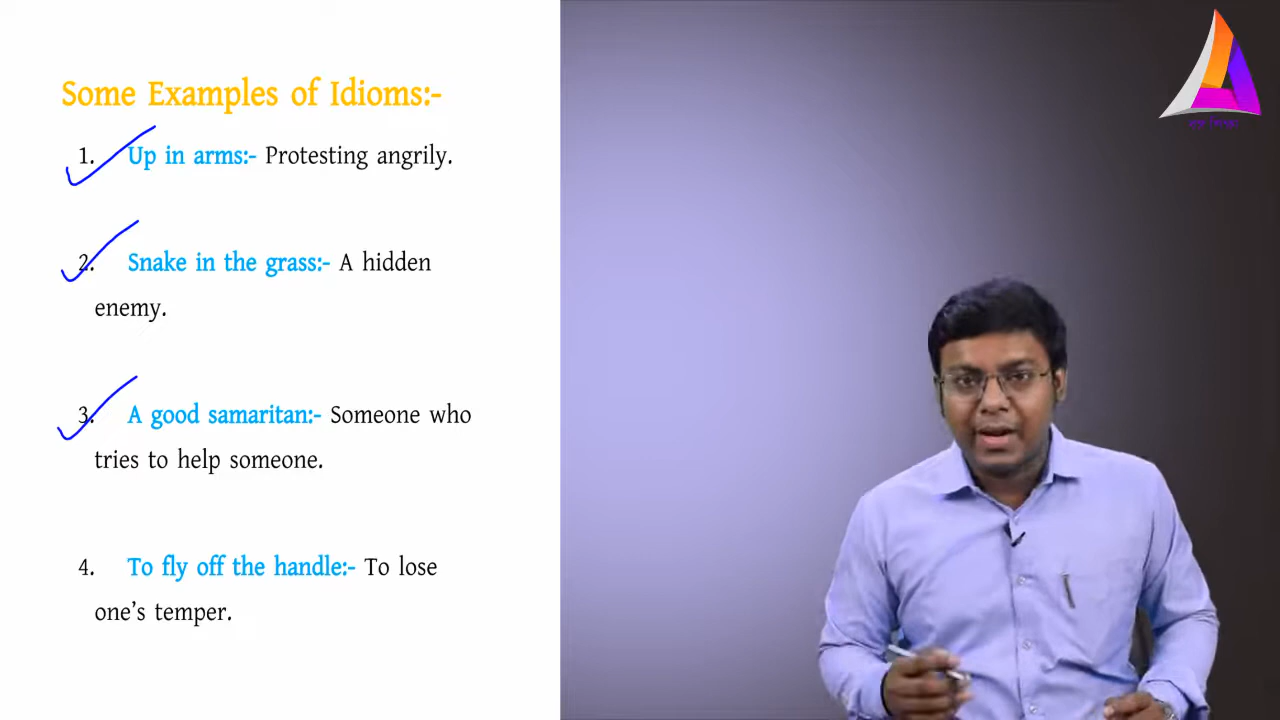 Some Examples of Idioms:-
1. Up in arms:- Protesting angrily.
2. Snake in the grass:- A hidden
enemy.
3. A good samaritan:- Someone who
tries to help someone.
4. To fly off the handle:- To lose
one’s temper.